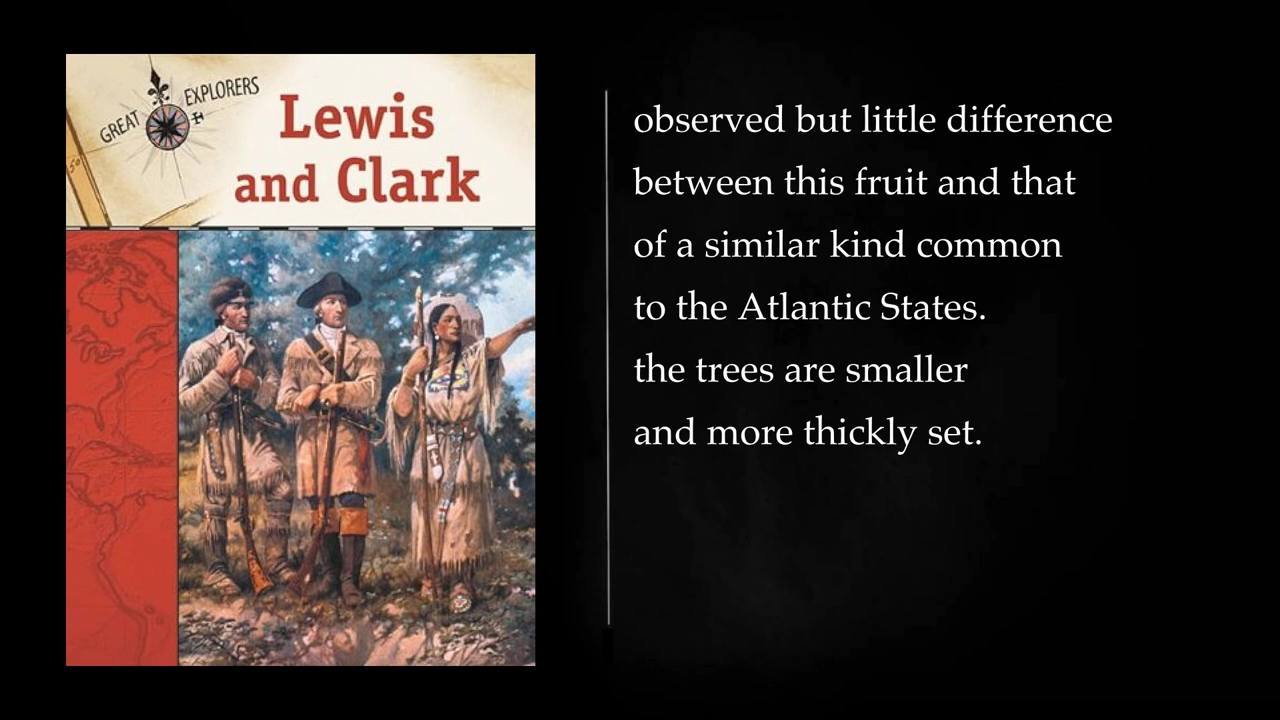 GREAT EXPLORERS
Lewis
and Clark
50
observed but little difference
between this fruit and that
of a similar kind common
to the Atlantic States.
the trees are smaller
and more thickly set.